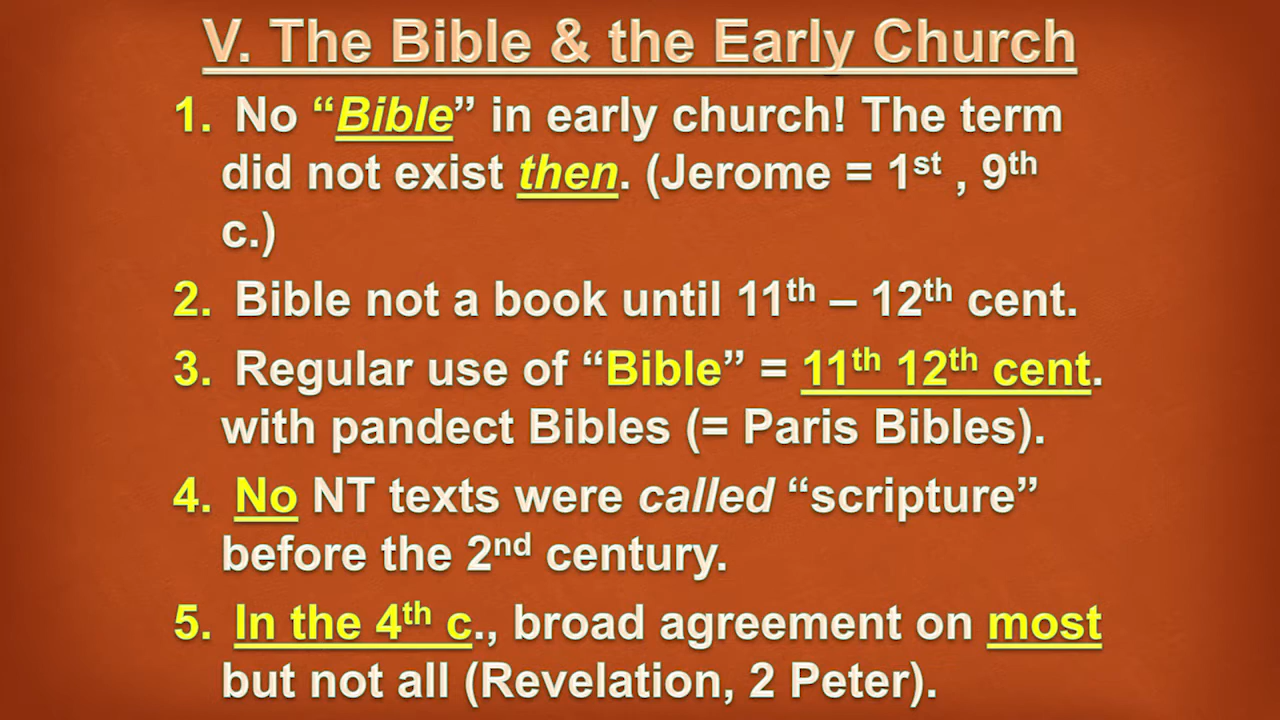 V. The Bible & the Early Church
1. No “Bible” in early church! The term
did not exist then. (Jerome = 1st , 9th
c.)
2. Bible not a book until 11th – 12th cent.
3. Regular use of “Bible” = 11th 12th cent.
with pandect Bibles (= Paris Bibles).
4. No NT texts were called “scripture”
before the 2nd century.
5. In the 4th c., broad agreement on most
but not all (Revelation, 2 Peter).